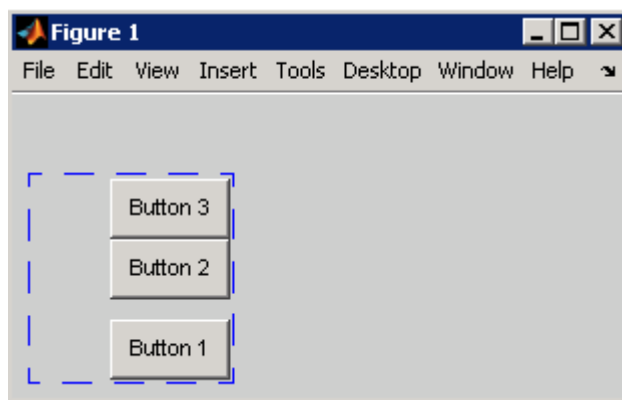 Figure 1
File Edit View Insert Tools Desktop Window Help
Button 3
Button 2
Button 1